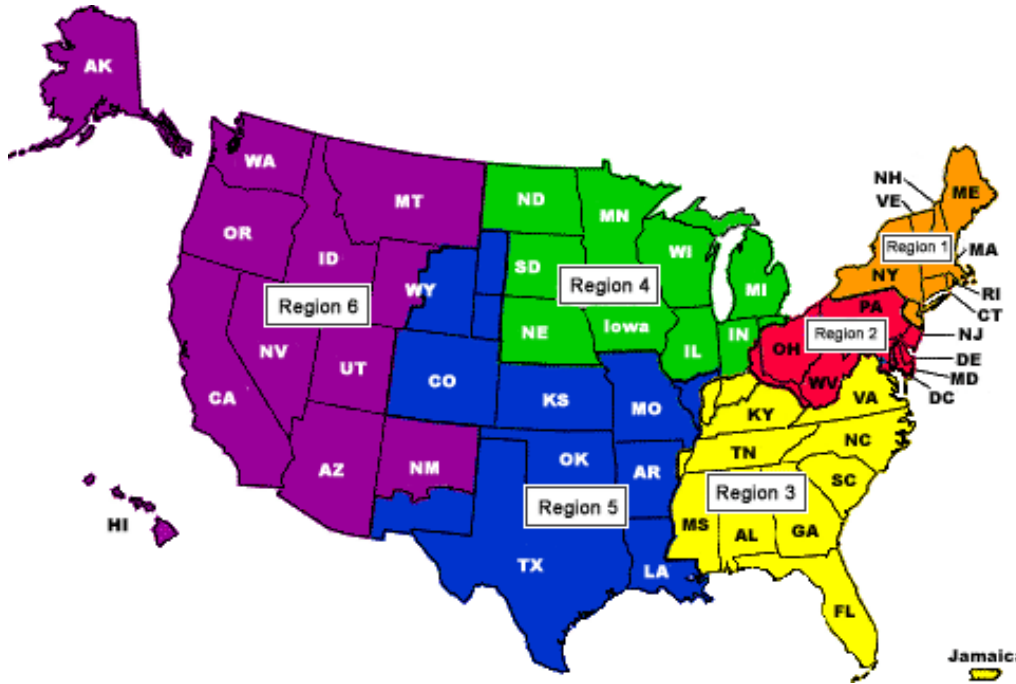 AK
WA
MT
ND
MN
NH
ME
VE
OR
ID
WI
Region 1
MA
SD
WY
Region 4
MI
NY
RI
Region 6
PA
CT
NE
Iowa
IN
Region 2
NJ
NV
IL
OH
UT
CO
DE
WV
MD
CA
KS
MO
VA
DC
KY
NC
TN
AZ
NM
OK
AR
SC
Region 5
Region 3
HI
MS
AL
GA
TX
LA
FL
Jamaica